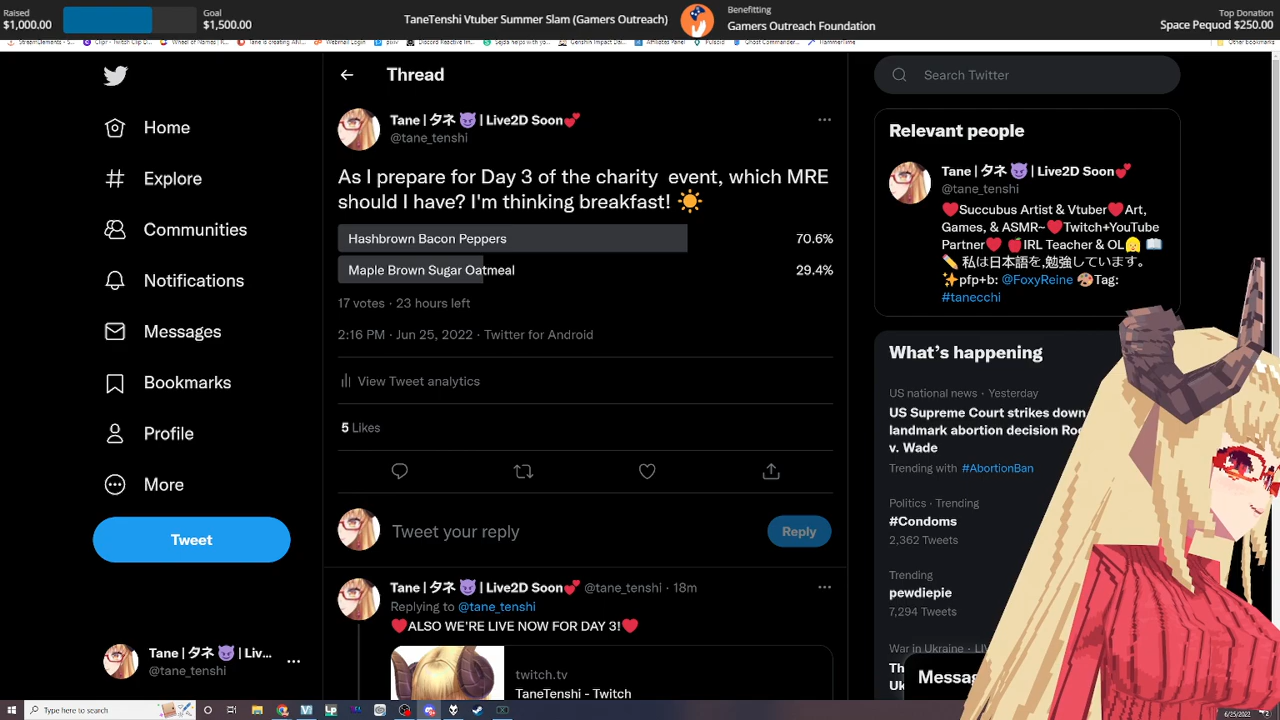 Raised
$1,000.00
Goal
$1,500.00
TaneTenshi Vtuber Summer Slam (Gamers Outreach)
Benefitting
Gamers Outreach Foundation
Top Donation
Space Pequod $250.00
Home
Explore
Communities
Notifications
Messages
Bookmarks
Profile
More
Tweet
Tane | タネ 😈 | Liv...
@tane_tenshi
Thread
Tane | タネ 😈 | Live2D Soon💕
@tane_tenshi
As I prepare for Day 3 of the charity event, which MRE
should I have? I'm thinking breakfast! ☀️
Hashbrown Bacon Peppers 70.6%
Maple Brown Sugar Oatmeal 29.4%
17 votes · 23 hours left
2:16 PM · Jun 25, 2022 · Twitter for Android
View Tweet analytics
5 Likes
Tweet your reply
Reply
Tane | タネ 😈 | Live2D Soon💕 @tane_tenshi · 18m
Replying to @tane_tenshi
❤️ALSO WE'RE LIVE NOW FOR DAY 3!❤️
twitch.tv
TaneTenshi - Twitch
Search Twitter
Relevant people
Tane | タネ 😈 | Live2D Soon💕
@tane_tenshi
❤️Succubus Artist & Vtuber❤️Art,
Games, & ASMR~❤️Twitch+YouTube
Partner❤️ 🍎IRL Teacher & OL👱‍♀️ 📖
✏️ 私は日本語を,勉強しています。
✨pfp+b: @FoxyReine 🎨Tag:
#tanecchi
What's happening
US national news · Yesterday
US Supreme Court strikes down
landmark abortion decision
v. Wade
Trending with #AbortionBan
Politics · Trending
#Condoms
2,362 Tweets
Trending
pewdiepie
7,294 Tweets
War in Ukraine ·
Type here to search
6/25/2022